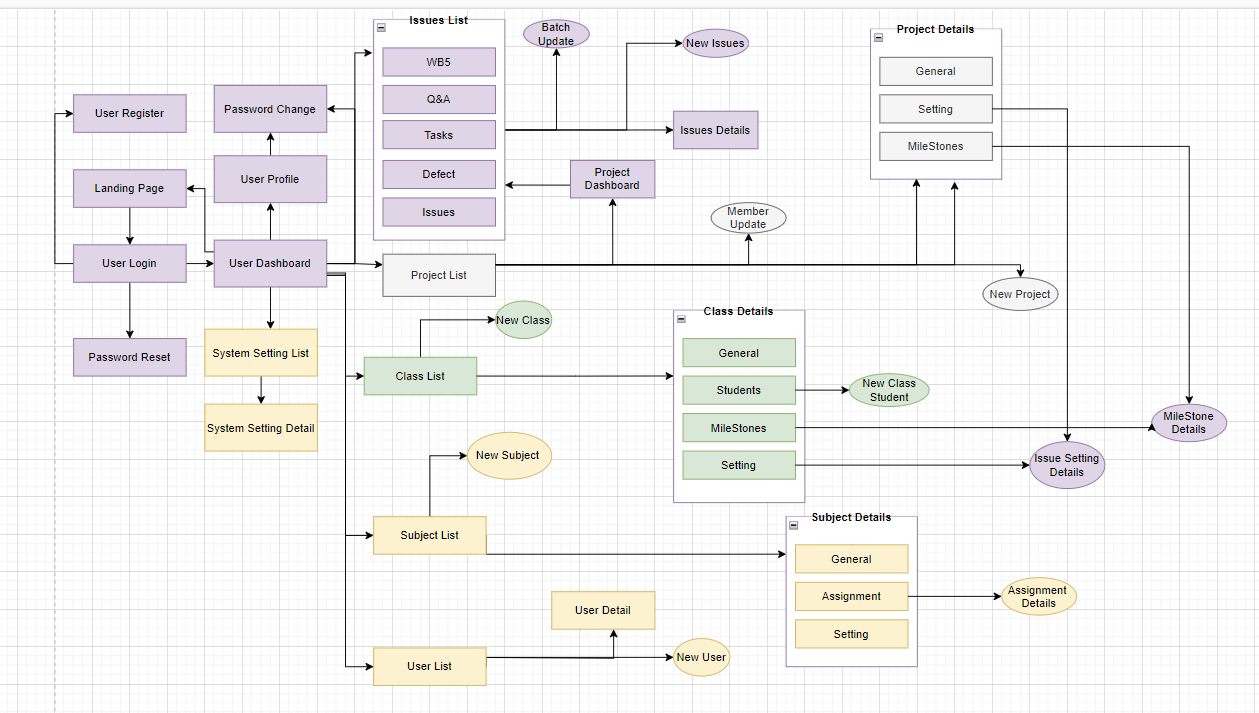 Issues List
Batch
Update
New Issues
Project Details
WB5
General
Q&A
Password Change
User Register
Setting
Tasks
Issues Details
MileStones
Defect
Project
Dashboard
User Profile
Landing Page
Issues
Member
Update
User Login
User Dashboard
Project List
New Project
New Class
Class Details
Password Reset
System Setting List
General
Class List
Students
New Class
Student
System Setting Detail
MileStones
MileStone
Details
New Subject
Setting
Issue Setting
Details
Subject List
Subject Details
General
Assignment
Assignment
Details
User Detail
Setting
User List
New User